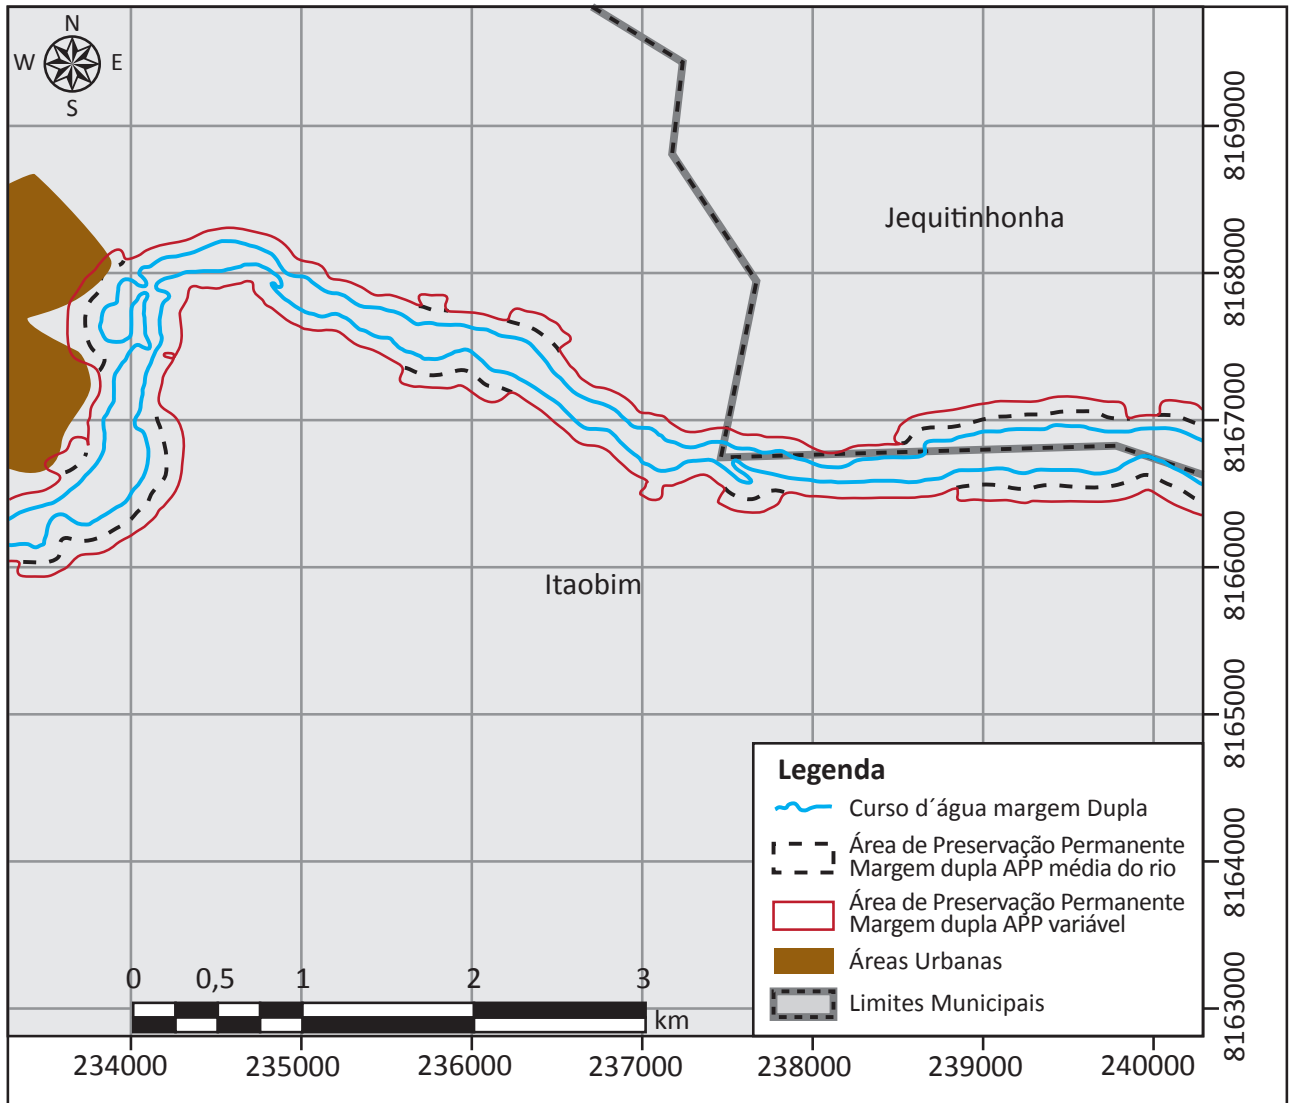 N
W E
S
8169000
Jequitinhonha
8168000
8167000
8166000
Itaobim
8165000
8164000
8163000
Legenda
Curso d´água margem Dupla
Área de Preservação Permanente
Margem dupla APP média do rio
Área de Preservação Permanente
Margem dupla APP variável
Áreas Urbanas
Limites Municipais
0 0,5 1 2 3
km
234000 235000 236000 237000 238000 239000 240000